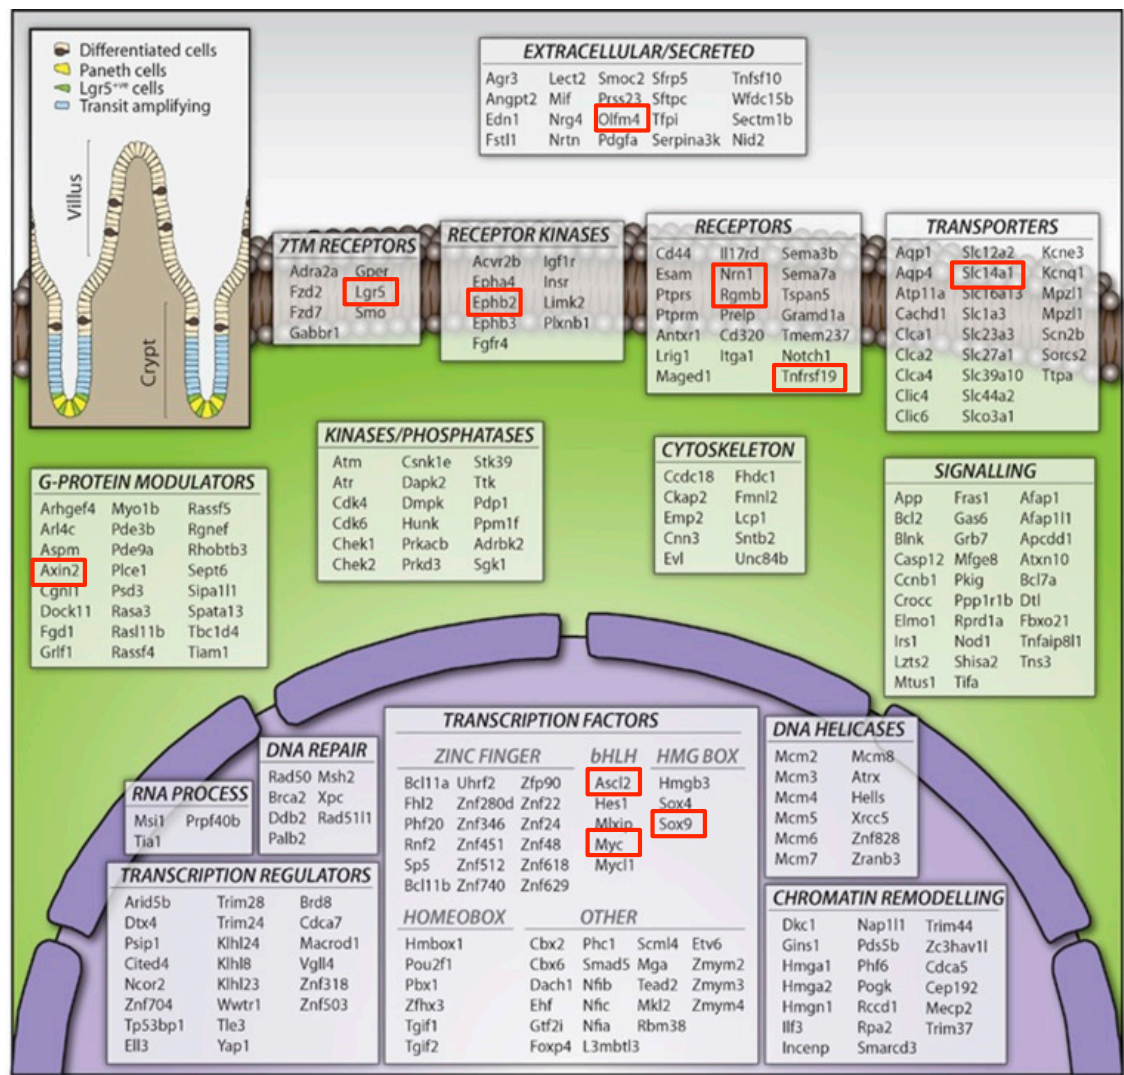 Differentiated cells
Paneth cells
Lgr5+ve cells
Transit amplifying
Villus
Crypt
EXTRACELLULAR/SECRETED
Agr3 Lect2 Smoc2 Sfrp5 Tnfsf10
Angpt2 Mif Prss23 Sftpc Wfdc15b
Edn1 Nrg4 Olfm4 Tfpi Sectm1b
Fstl1 Nrtn Pdgfa Serpina3k Nid2
7TM RECEPTORS
Adra2a Gper
Fzd2 Lgr5
Fzd7 Smo
Gabbr1
RECEPTOR KINASES
Acvr2b Igf1r
Epha4 Insr
Ephb2 Limk2
Ephb3 Plxnb1
Fgfr4
RECEPTORS
Cd44 Il17rd Sema3b
Esam Nrn1 Sema7a
Ptprs Rgmb Tspan5
Ptprm Prelp Gramd1a
Antxr1 Cd320 Tmem237
Lrig1 Itga1 Notch1
Maged1 Tnfrsf19
TRANSPORTERS
Aqp1 Slc12a2 Kcne3
Aqp4 Slc14a1 Kcnq1
Atp11a Slc16a13 Mpzl1
Cachd1 Slc1a3 Mpzl1
Clca1 Slc23a3 Scn2b
Clca2 Slc27a1 Sorcs2
Clca4 Slc39a10 Ttpa
Clic4 Slc44a2
Clic6 Slco3a1
KINASES/PHOSPHATASES
Atm Csnk1e Stk39
Atr Dapk2 Ttk
Cdk4 Dmpk Pdp1
Cdk6 Hunk Ppm1f
Chek1 Prkacb Adrbk2
Chek2 Prkd3 Sgk1
CYTOSKELETON
Ccdc18 Fhdc1
Ckap2 Fmnl2
Emp2 Lcp1
Cnn3 Sntb2
Evl Unc84b
G-PROTEIN MODULATORS
Arhgef4 Myo1b Rassf5
Arl4c Pde3b Rgnef
Aspm Pde9a Rhobtb3
Axin2 Plce1 Sept6
Cgnl1 Psd3 Sipa1l1
Dock11 Rasa3 Spata13
Fgd1 Rasl11b Tbc1d4
Grlf1 Rassf4 Tiam1
SIGNALLING
App Fras1 Afap1
Bcl2 Gas6 Afap1l1
Blnk Grb7 Apcdd1
Casp12 Mfge8 Atxn10
Ccnb1 Pkig Bcl7a
Crocc Ppp1r1b Dtl
Elmo1 Rprd1a Fbxo21
Irs1 Nod1 Tnfaip8l1
Lzts2 Shisa2 Tns3
Mtus1 Tifa
RNA PROCESS
Msi1 Prpf40b
Tia1
DNA REPAIR
Rad50 Msh2
Brca2 Xpc
Ddb2 Rad51l1
Palb2
TRANSCRIPTION FACTORS
ZINC FINGER bHLH HMG BOX
Bcl11a Uhrf2 Zfp90 Ascl2 Hmgb3
Fhl2 Znf280d Znf22 Hes1 Sox4
Phf20 Znf346 Znf24 Mlxip Sox9
Rnf2 Znf451 Znf48 Myc
Sp5 Znf512 Znf618 Mycl1
Bcl11b Znf740 Znf629
HOMEOBOX OTHER
Hmbox1 Cbx2 Phc1 Scml4 Etv6
Pou2f1 Cbx6 Smad5 Mga Zmym2
Pbx1 Dach1 Nfib Tead2 Zmym3
Zfhx3 Ehf Nfic Mkl2 Zmym4
Tgif1 Gtf2i Nfia Rbm38
Tgif2 Foxp4 L3mbtl3
DNA HELICASES
Mcm2 Mcm8
Mcm3 Atrx
Mcm4 Hells
Mcm5 Xrcc5
Mcm6 Znf828
Mcm7 Zranb3
TRANSCRIPTION REGULATORS
Arid5b Trim28 Brd8
Dtx4 Trim24 Cdca7
Psip1 Klhl24 Macrod1
Cited4 Klhl8 Vgll4
Ncor2 Klhl23 Znf318
Znf704 Wwtr1 Znf503
Tp53bp1 Tle3
Ell3 Yap1
CHROMATIN REMODELLING
Dkc1 Nap1l1 Trim44
Gins1 Pds5b Zc3hav1l
Hmga1 Phf6 Cdca5
Hmga2 Pogk Cep192
Hmgn1 Rccd1 Mecp2
Ilf3 Rpa2 Trim37
Incenp Smarcd3